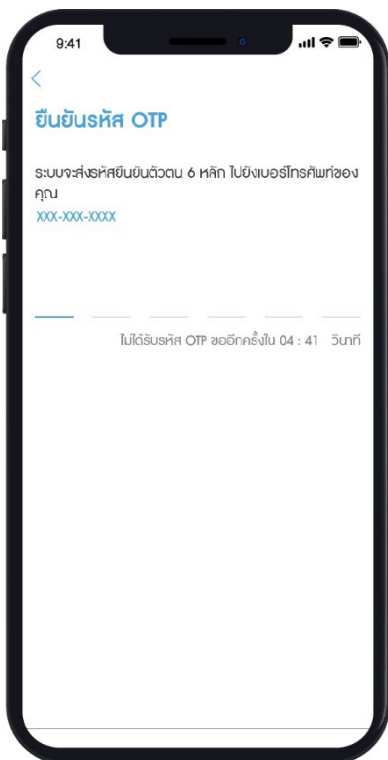 9:41
ยืนยันรหัส OTP
ระบบจะส่งรหัสยืนยันตัวตน 6 หลัก ไปยังเบอร์โทรศัพท์ของ
คุณ
XXX-XXX-XXXX
ไม่ได้รับรหัส OTP ขออีกครั้งใน 04 : 41 วินาที